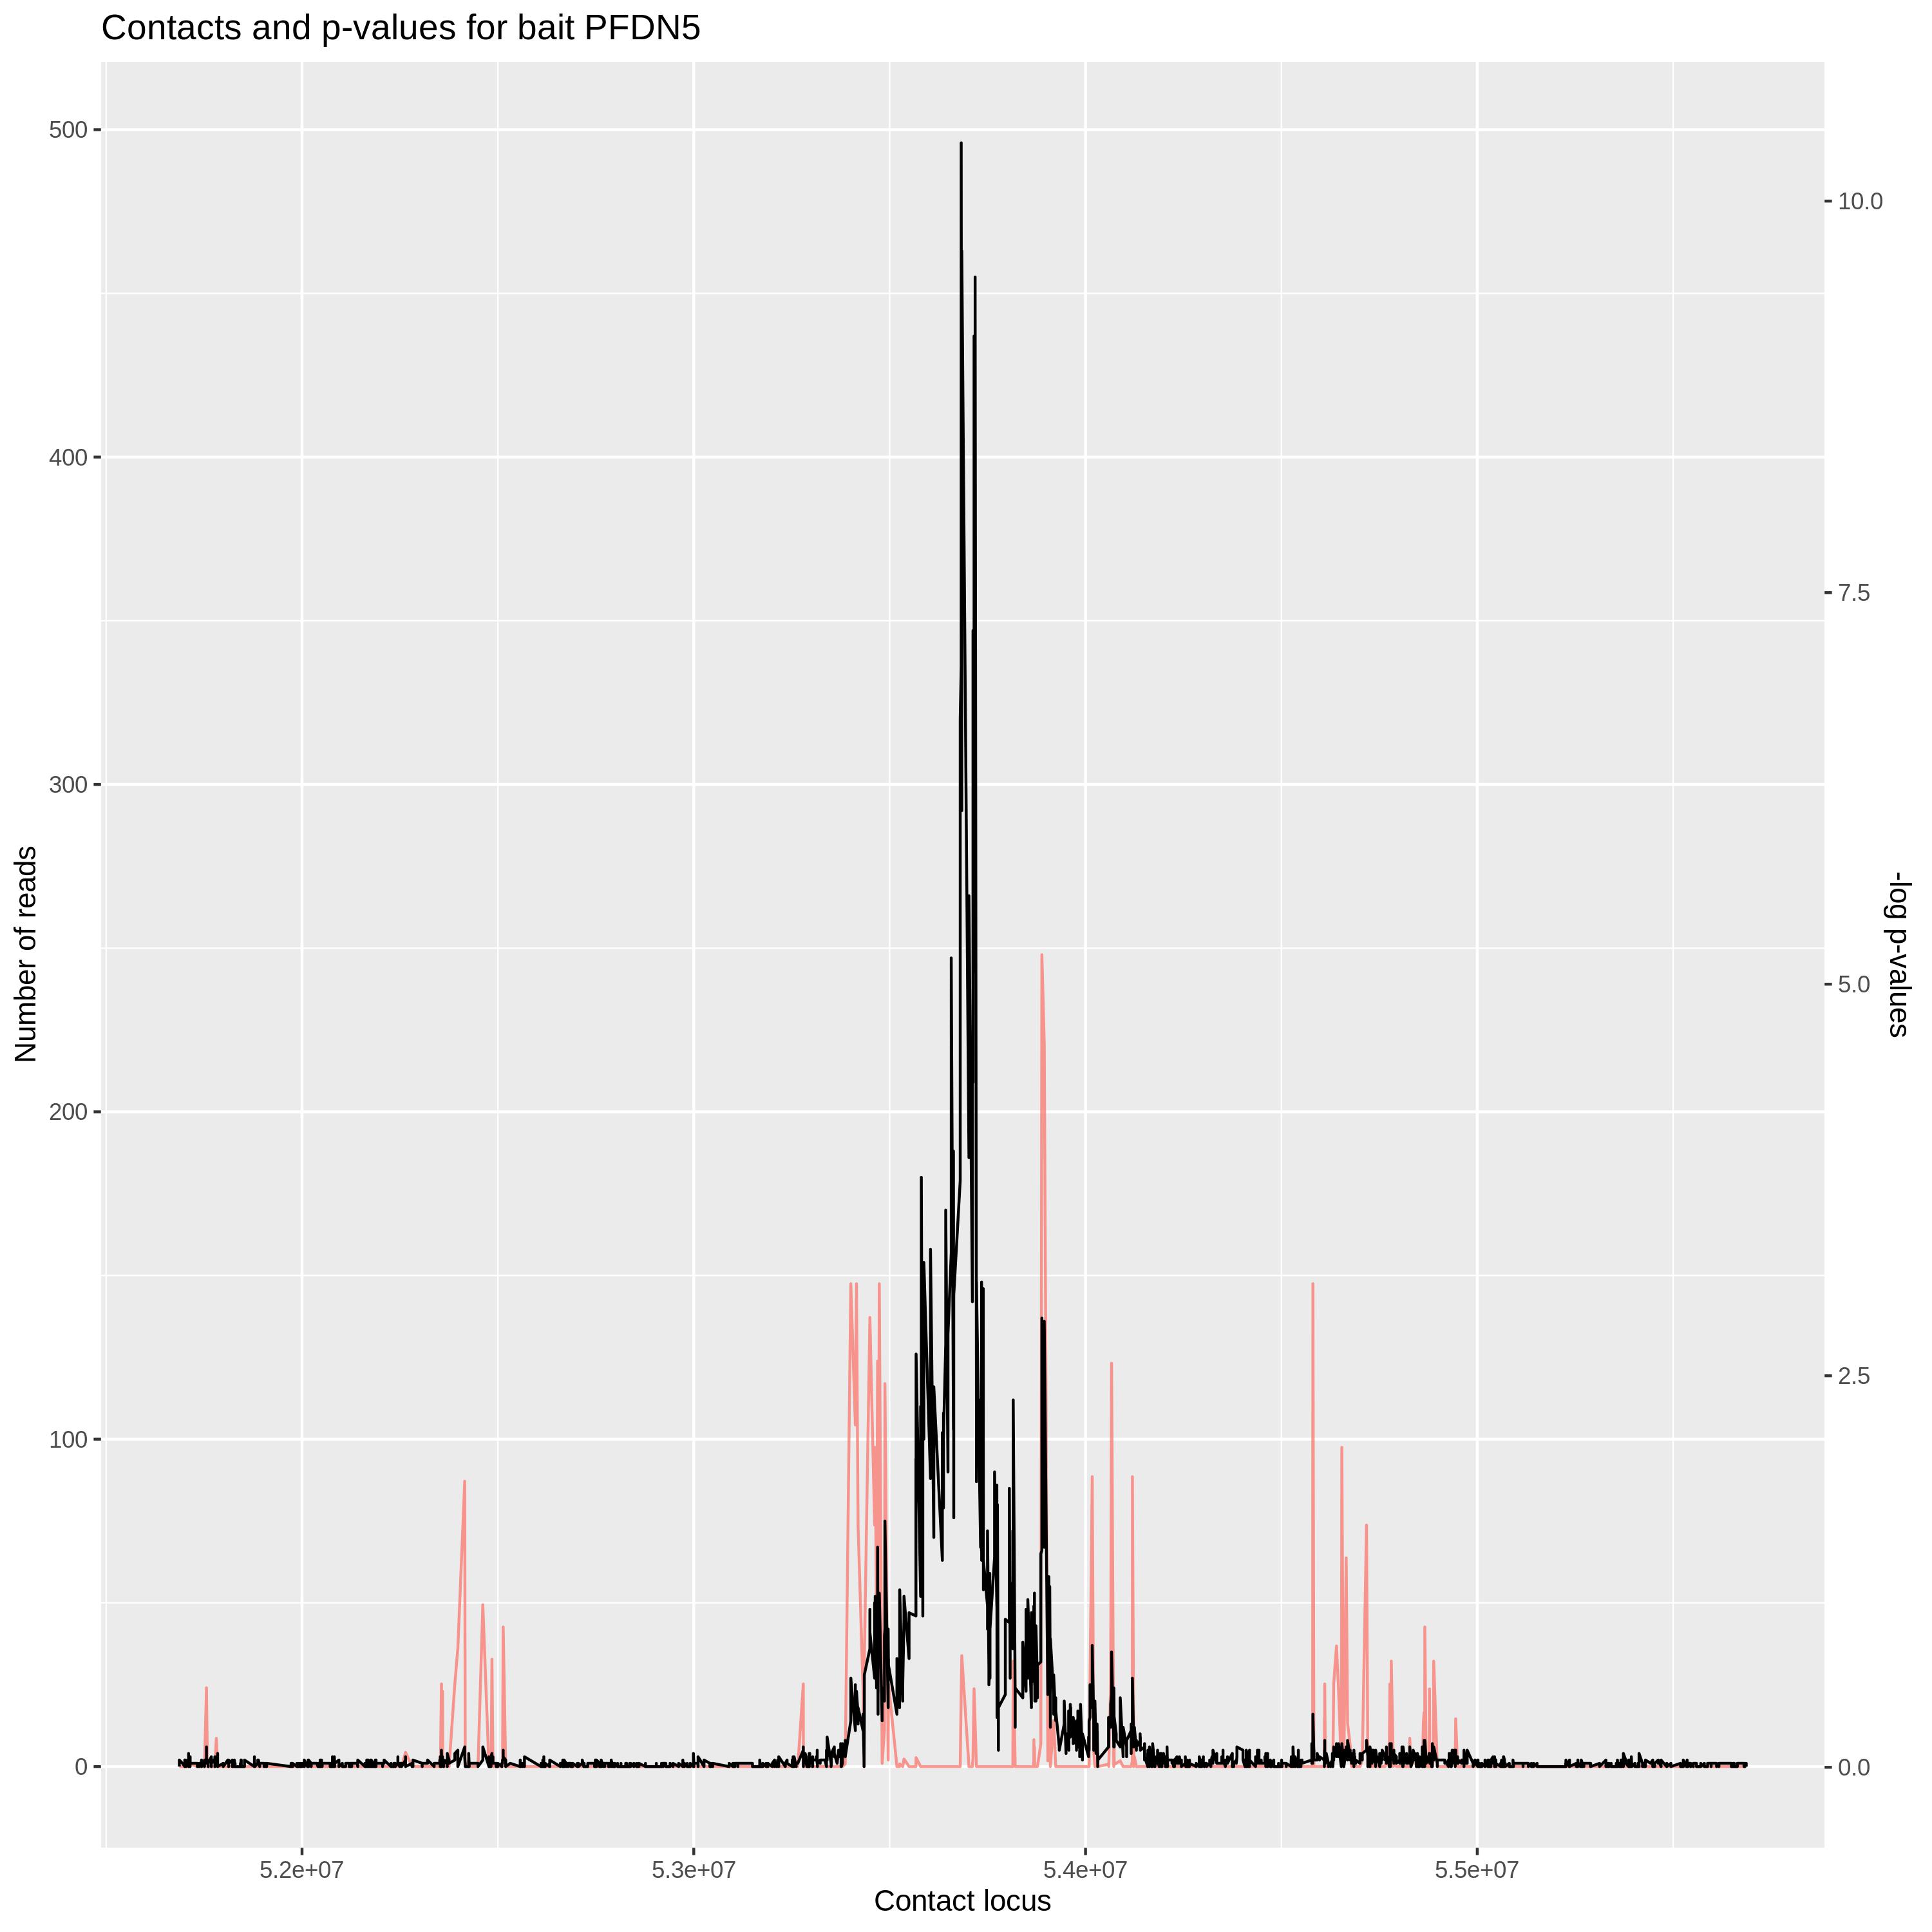 Contacts and p-values for bait PFDN5
500
400
300
200
100
0
Number of reads
10.0
7.5
5.0
2.5
0.0
-log p-values
5.2e+07
5.3e+07
5.4e+07
5.5e+07
Contact locus